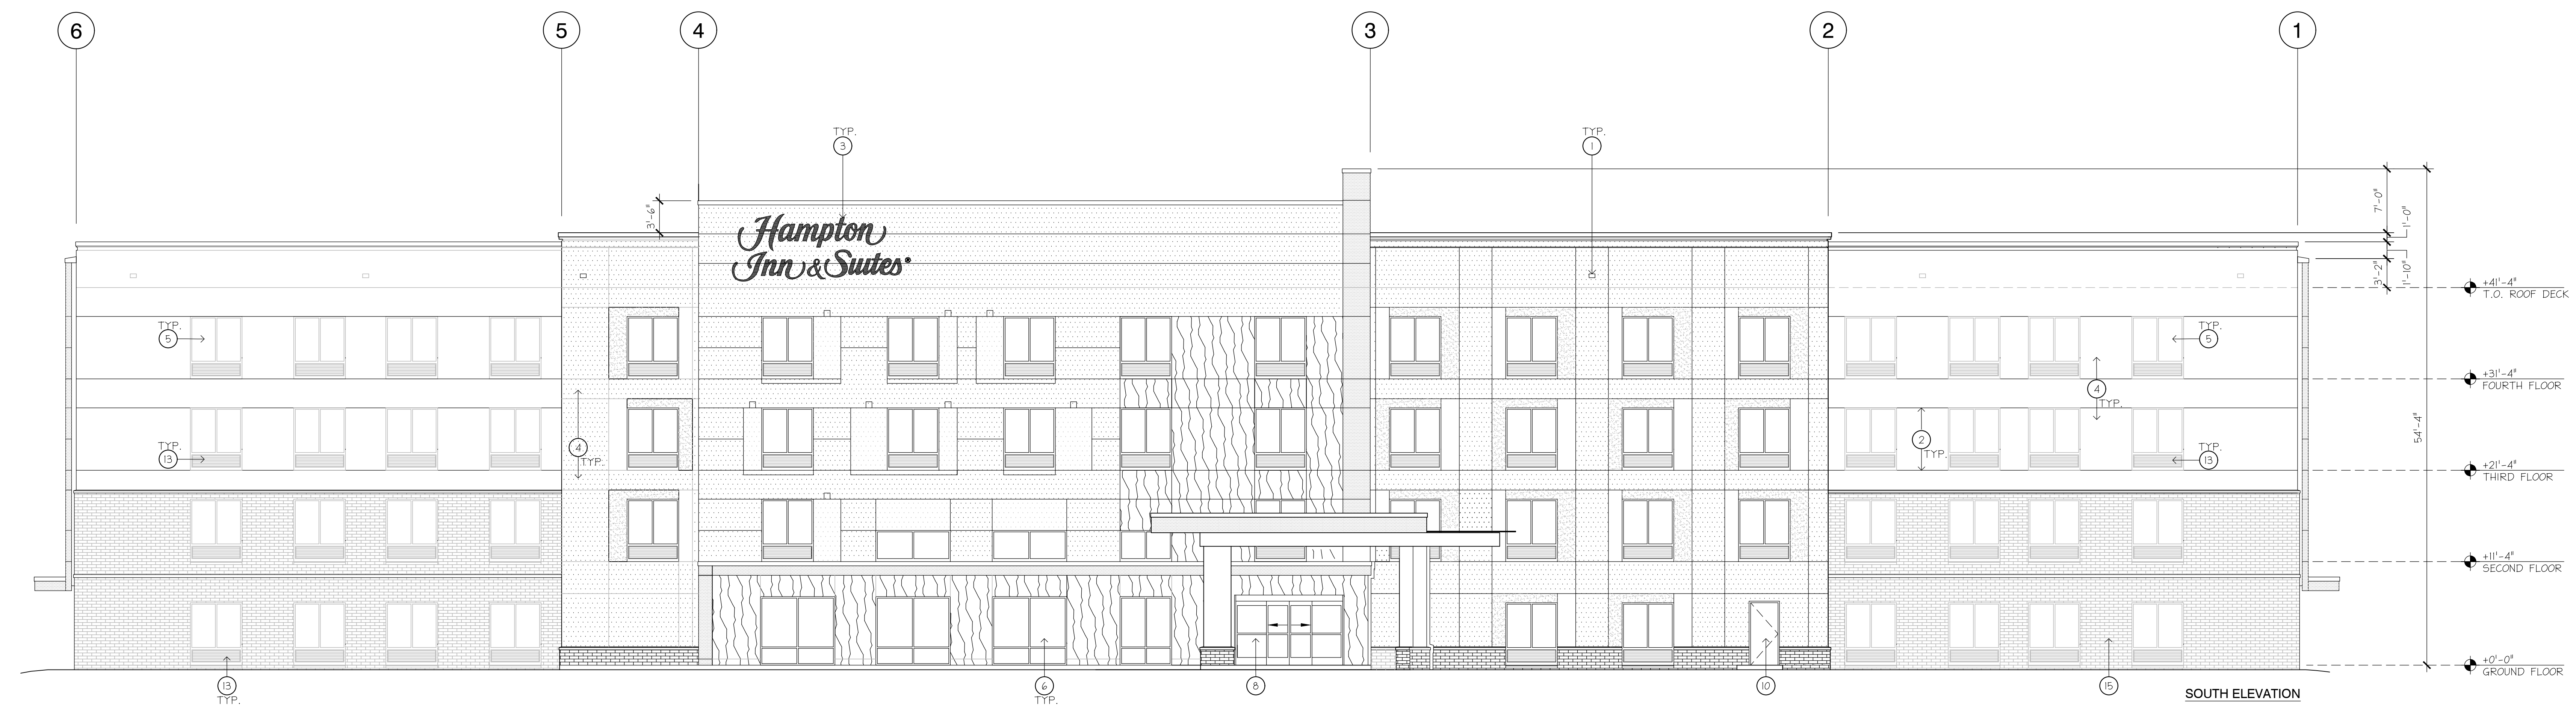 6
5
4
3
2
1
TYP.
3
TYP.
1
3'-6"
7'-0"
1'-0"
Hampton
Inn & Suites®
3'-2"
1'-10"
+41'-4"
T.O. ROOF DECK
TYP.
5
TYP.
5
+31'-4"
FOURTH FLOOR
4
TYP.
54'-4"
TYP.
13
4
TYP.
2
TYP.
TYP.
13
+21'-4"
THIRD FLOOR
+11'-4"
SECOND FLOOR
+0'-0"
GROUND FLOOR
13
TYP.
6
TYP.
8
10
15
SOUTH ELEVATION